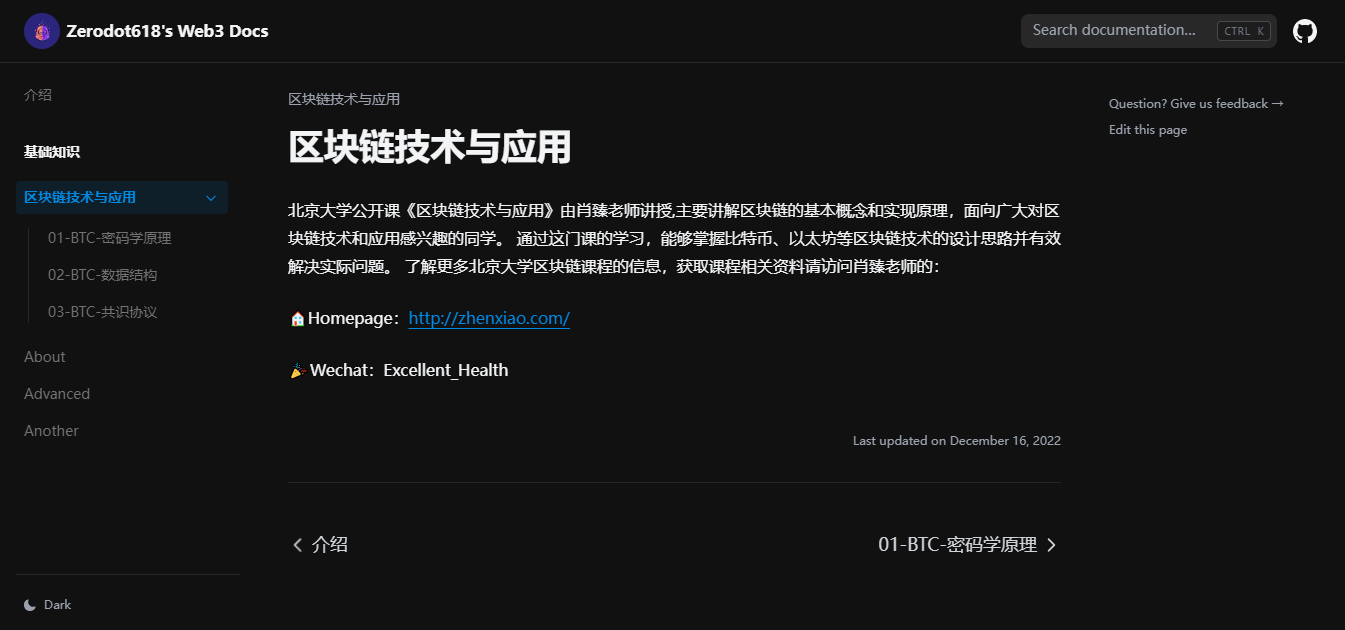 Zerodot618's Web3 Docs
Search documentation...
CTRL K
介绍
基础知识
区块链技术与应用
01-BTC-密码学原理
02-BTC-数据结构
03-BTC-共识协议
About
Advanced
Another
Dark
区块链技术与应用
区块链技术与应用
北京大学公开课《区块链技术与应用》由肖臻老师讲授,主要讲解区块链的基本概念和实现原理，面向广大对区
块链技术和应用感兴趣的同学。 通过这门课的学习，能够掌握比特币、以太坊等区块链技术的设计思路并有效
解决实际问题。 了解更多北京大学区块链课程的信息，获取课程相关资料请访问肖臻老师的：
🏠Homepage：http://zhenxiao.com/
🎉Wechat：Excellent_Health
Last updated on December 16, 2022
介绍
01-BTC-密码学原理
Question? Give us feedback →
Edit this page